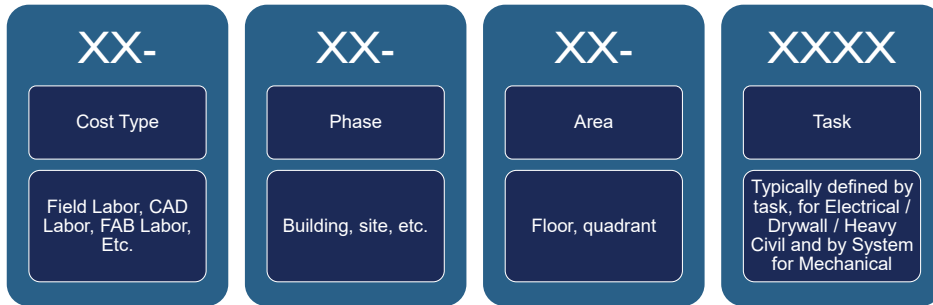 XX-
Cost Type
Field Labor, CAD
Labor, FAB Labor,
Etc.
XX-
Phase
Building, site, etc.
XX-
Area
Floor, quadrant
XXXX
Task
Typically defined by
task, for Electrical /
Drywall / Heavy
Civil and by System
for Mechanical